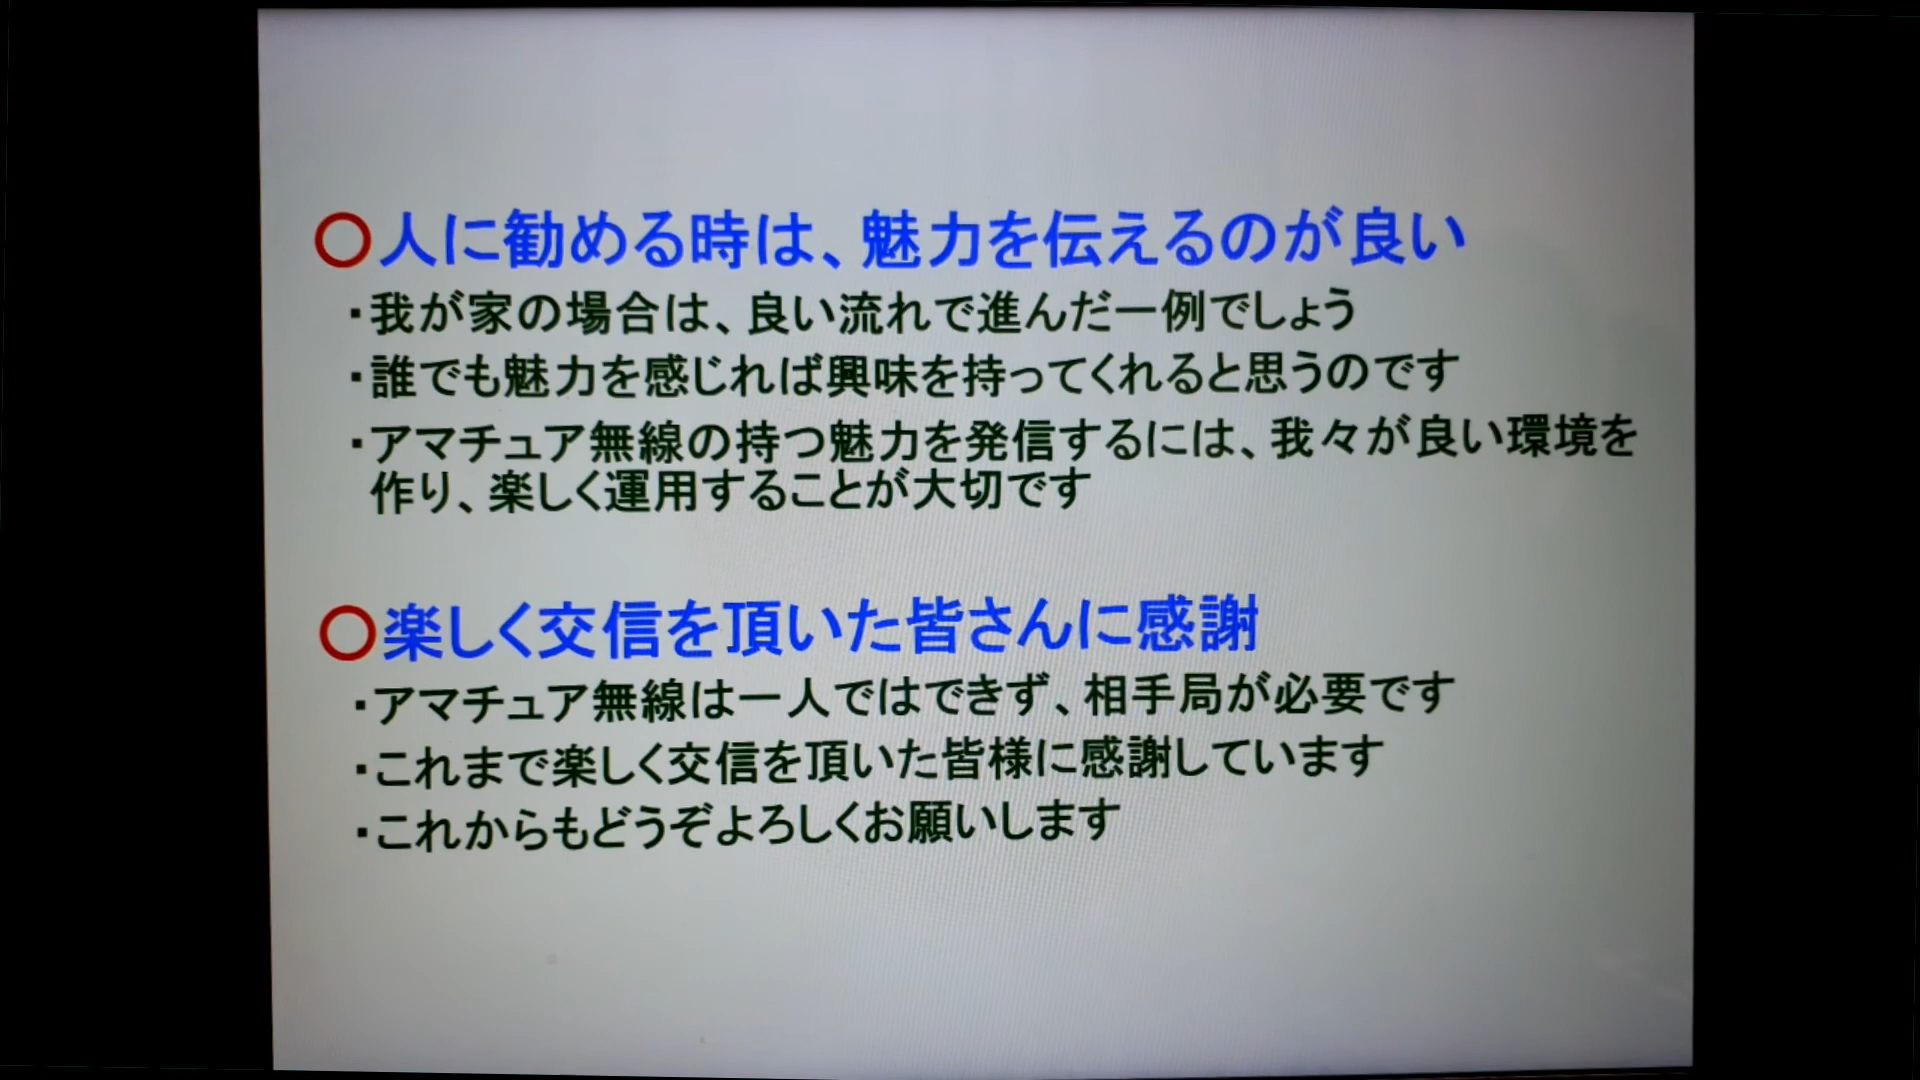 ○人に勧める時は、魅力を伝えるのが良い
・我が家の場合は、良い流れで進んだ一例でしょう
・誰でも魅力を感じれば興味を持ってくれると思うのです
・アマチュア無線の持つ魅力を発信するには、我々が良い環境を
作り、楽しく運用することが大切です
○楽しく交信を頂いた皆さんに感謝
・アマチュア無線は一人ではできず、相手局が必要です
・これまで楽しく交信を頂いた皆様に感謝しています
・これからもどうぞよろしくお願いします